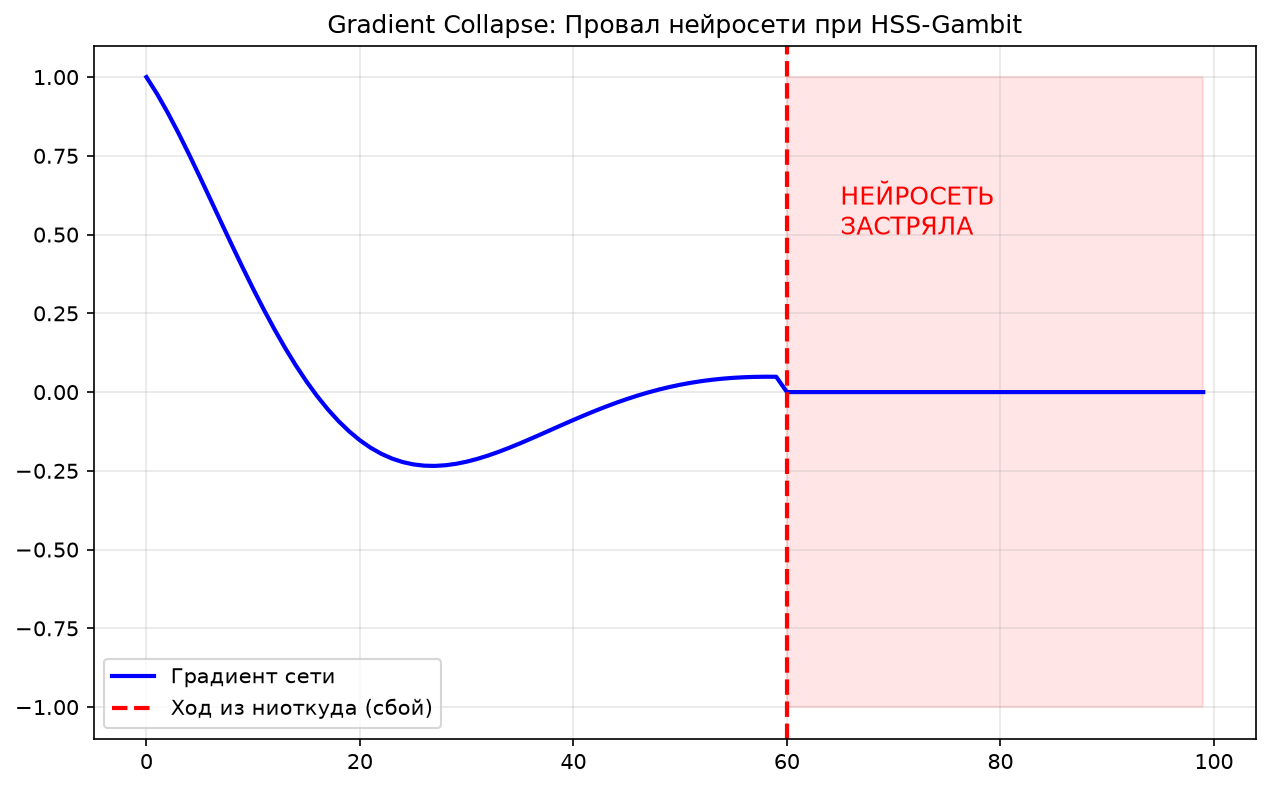 Gradient Collapse: Провал нейросети при HSS-Gambit
1.00
0.75
0.50
0.25
0.00
−0.25
−0.50
−0.75
−1.00
НЕЙРОСЕТЬ
ЗАСТРЯЛА
Градиент сети
Ход из ниоткуда (сбой)
0 20 40 60 80 100